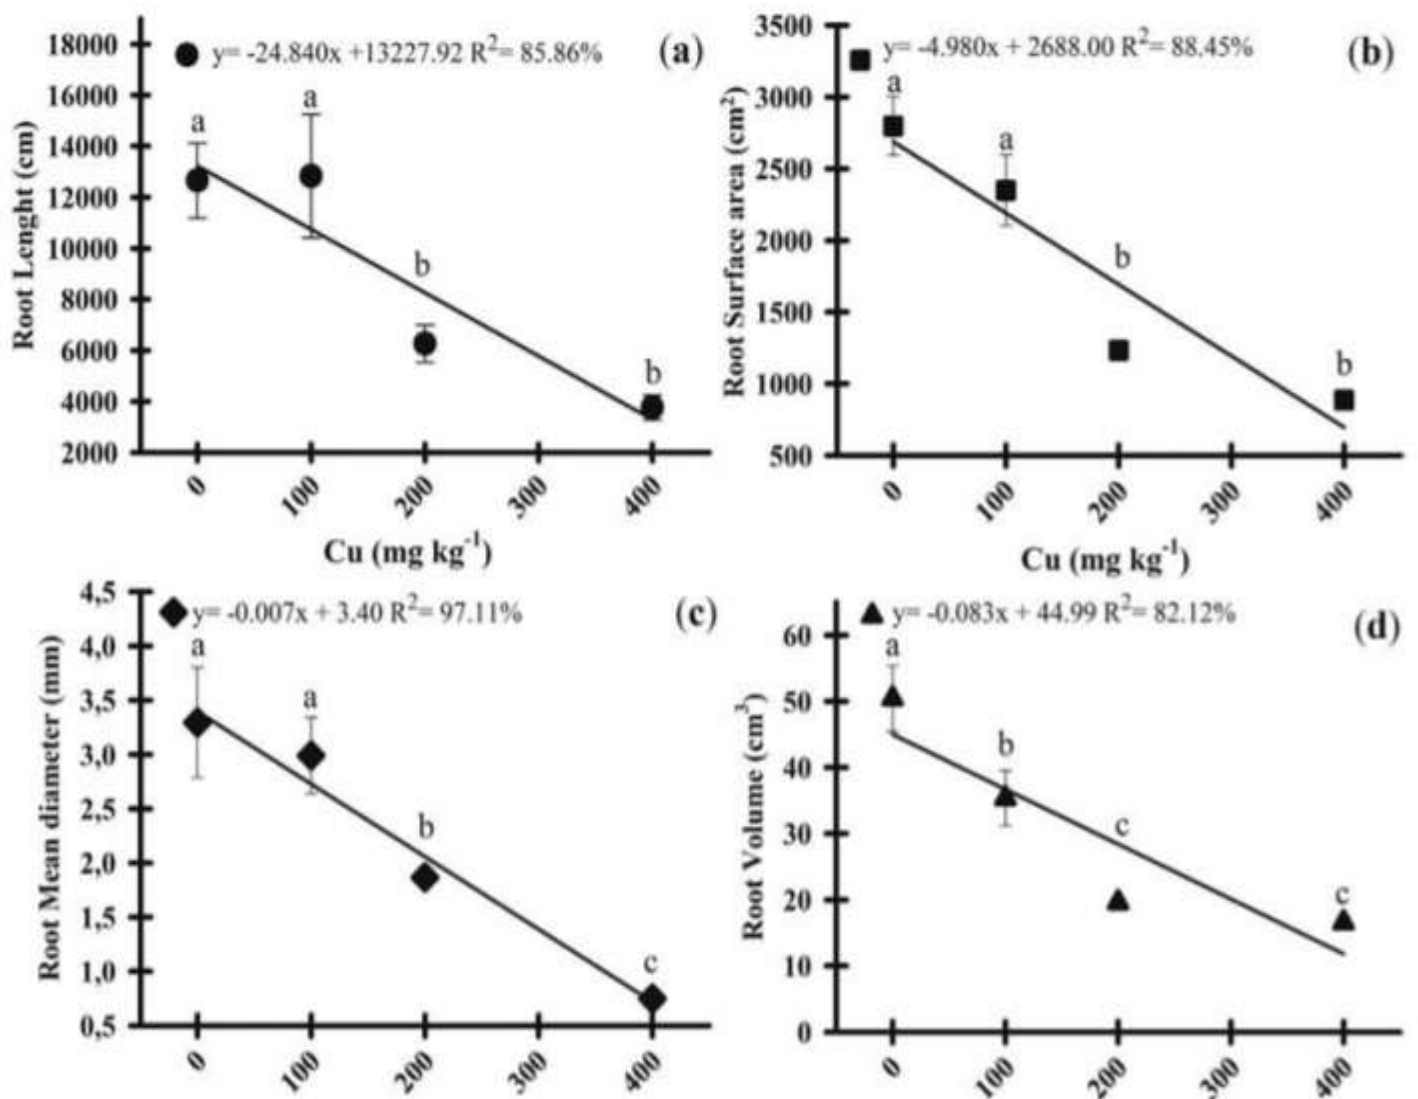 y= -24.840x +13227.92 R²= 85.86%
(a)
Root Lenght (cm)
18000
16000
14000
12000
10000
8000
6000
4000
2000
a
a
b
b
0
100
200
300
400
Cu (mg kg⁻¹)
y= -4.980x + 2688.00 R²= 88.45%
(b)
Root Surface area (cm²)
3500
3000
2500
2000
1500
1000
500
a
a
b
b
0
100
200
300
400
Cu (mg kg⁻¹)
y= -0.007x + 3.40 R²= 97.11%
(c)
Root Mean diameter (mm)
4,5
4,0
3,5
3,0
2,5
2,0
1,5
1,0
0,5
a
a
b
c
0
100
200
300
400
y= -0.083x + 44.99 R²= 82.12%
(d)
Root Volume (cm³)
60
50
40
30
20
10
0
a
b
c
c
0
100
200
300
400